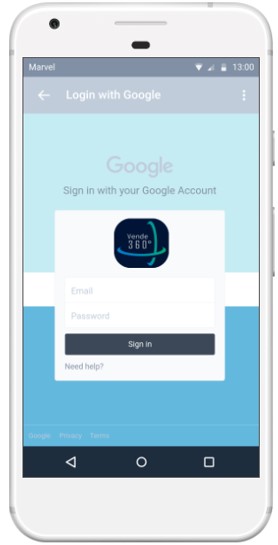 Marvel 13:00
Login with Google
Google
Sign in with your Google Account
Vende
360°
Email
Password
Sign in
Need help?
Google Privacy Terms